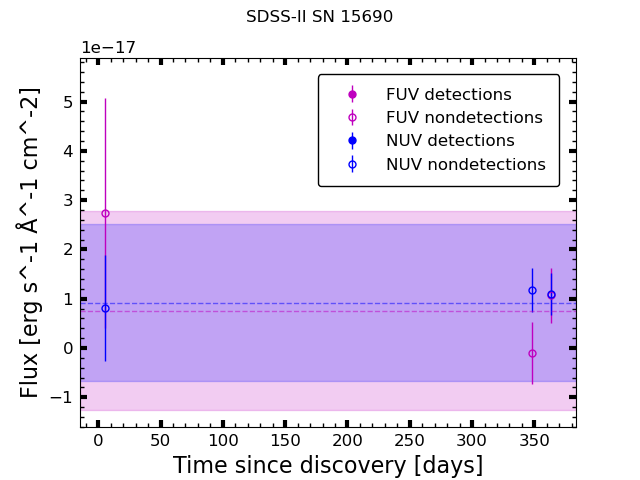 SDSS-II SN 15690
1e−17
Flux [erg s^-1 Å^-1 cm^-2]
5
4
3
2
1
0
−1
FUV detections
FUV nondetections
NUV detections
NUV nondetections
0 50 100 150 200 250 300 350
Time since discovery [days]